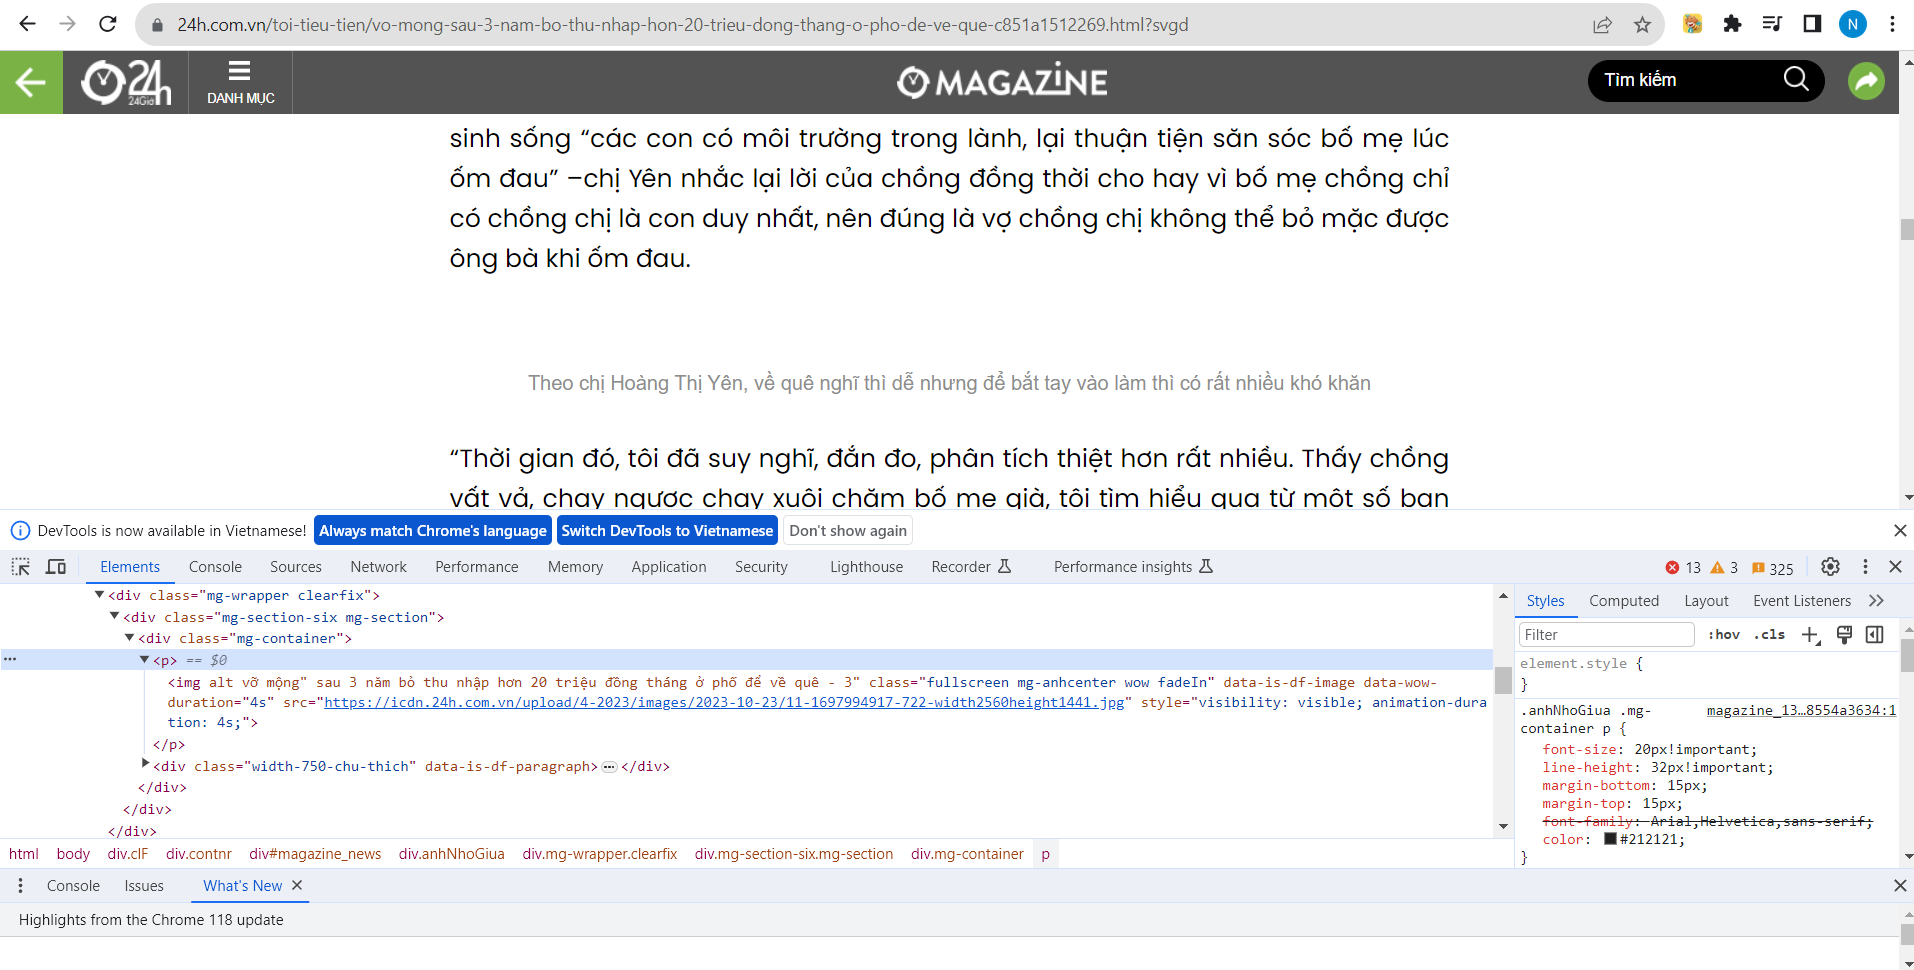 24h.com.vn/toi-tieu-tien/vo-mong-sau-3-nam-bo-thu-nhap-hon-20-trieu-dong-thang-o-pho-de-ve-que-c851a1512269.html?svgd
N
24h
24Giờ
DANH MỤC
MAGAZINE
Tìm kiếm
sinh sống “các con có môi trường trong lành, lại thuận tiện săn sóc bố mẹ lúc
ốm đau” –chị Yên nhắc lại lời của chồng đồng thời cho hay vì bố mẹ chồng chỉ
có chồng chị là con duy nhất, nên đúng là vợ chồng chị không thể bỏ mặc được
ông bà khi ốm đau.
Theo chị Hoàng Thị Yên, về quê nghĩ thì dễ nhưng để bắt tay vào làm thì có rất nhiều khó khăn
“Thời gian đó, tôi đã suy nghĩ, đắn đo, phân tích thiệt hơn rất nhiều. Thấy chồng
vất vả, chạy ngược chạy xuôi chăm bố mẹ già, tôi tìm hiểu qua từ một số bạn
DevTools is now available in Vietnamese! Always match Chrome's language Switch DevTools to Vietnamese Don't show again
Elements Console Sources Network Performance Memory Application Security Lighthouse Recorder Performance insights 13 3 325
<div class="mg-wrapper clearfix">
<div class="mg-section-six mg-section">
<div class="mg-container">
<p> == $0
<img alt vỡ mộng" sau 3 năm bỏ thu nhập hơn 20 triệu đồng tháng ở phố để về quê - 3" class="fullscreen mg-anhcenter wow fadeIn" data-is-df-image data-wow-
duration="4s" src="https://icdn.24h.com.vn/upload/4-2023/images/2023-10-23/11-1697994917-722-width2560height1441.jpg" style="visibility: visible; animation-dura
tion: 4s;">
</p>
<div class="width-750-chu-thich" data-is-df-paragraph>…</div>
</div>
</div>
</div>
html body div.clF div.contnr div#magazine_news div.anhNhoGiua div.mg-wrapper.clearfix div.mg-section-six.mg-section div.mg-container p
Styles Computed Layout Event Listeners
Filter :hov .cls
element.style {
}
.anhNhoGiua .mg- magazine_13…8554a3634:1
container p {
font-size: 20px!important;
line-height: 32px!important;
margin-bottom: 15px;
margin-top: 15px;
font-family: Arial,Helvetica,sans-serif;
color: #212121;
}
Console Issues What's New
Highlights from the Chrome 118 update